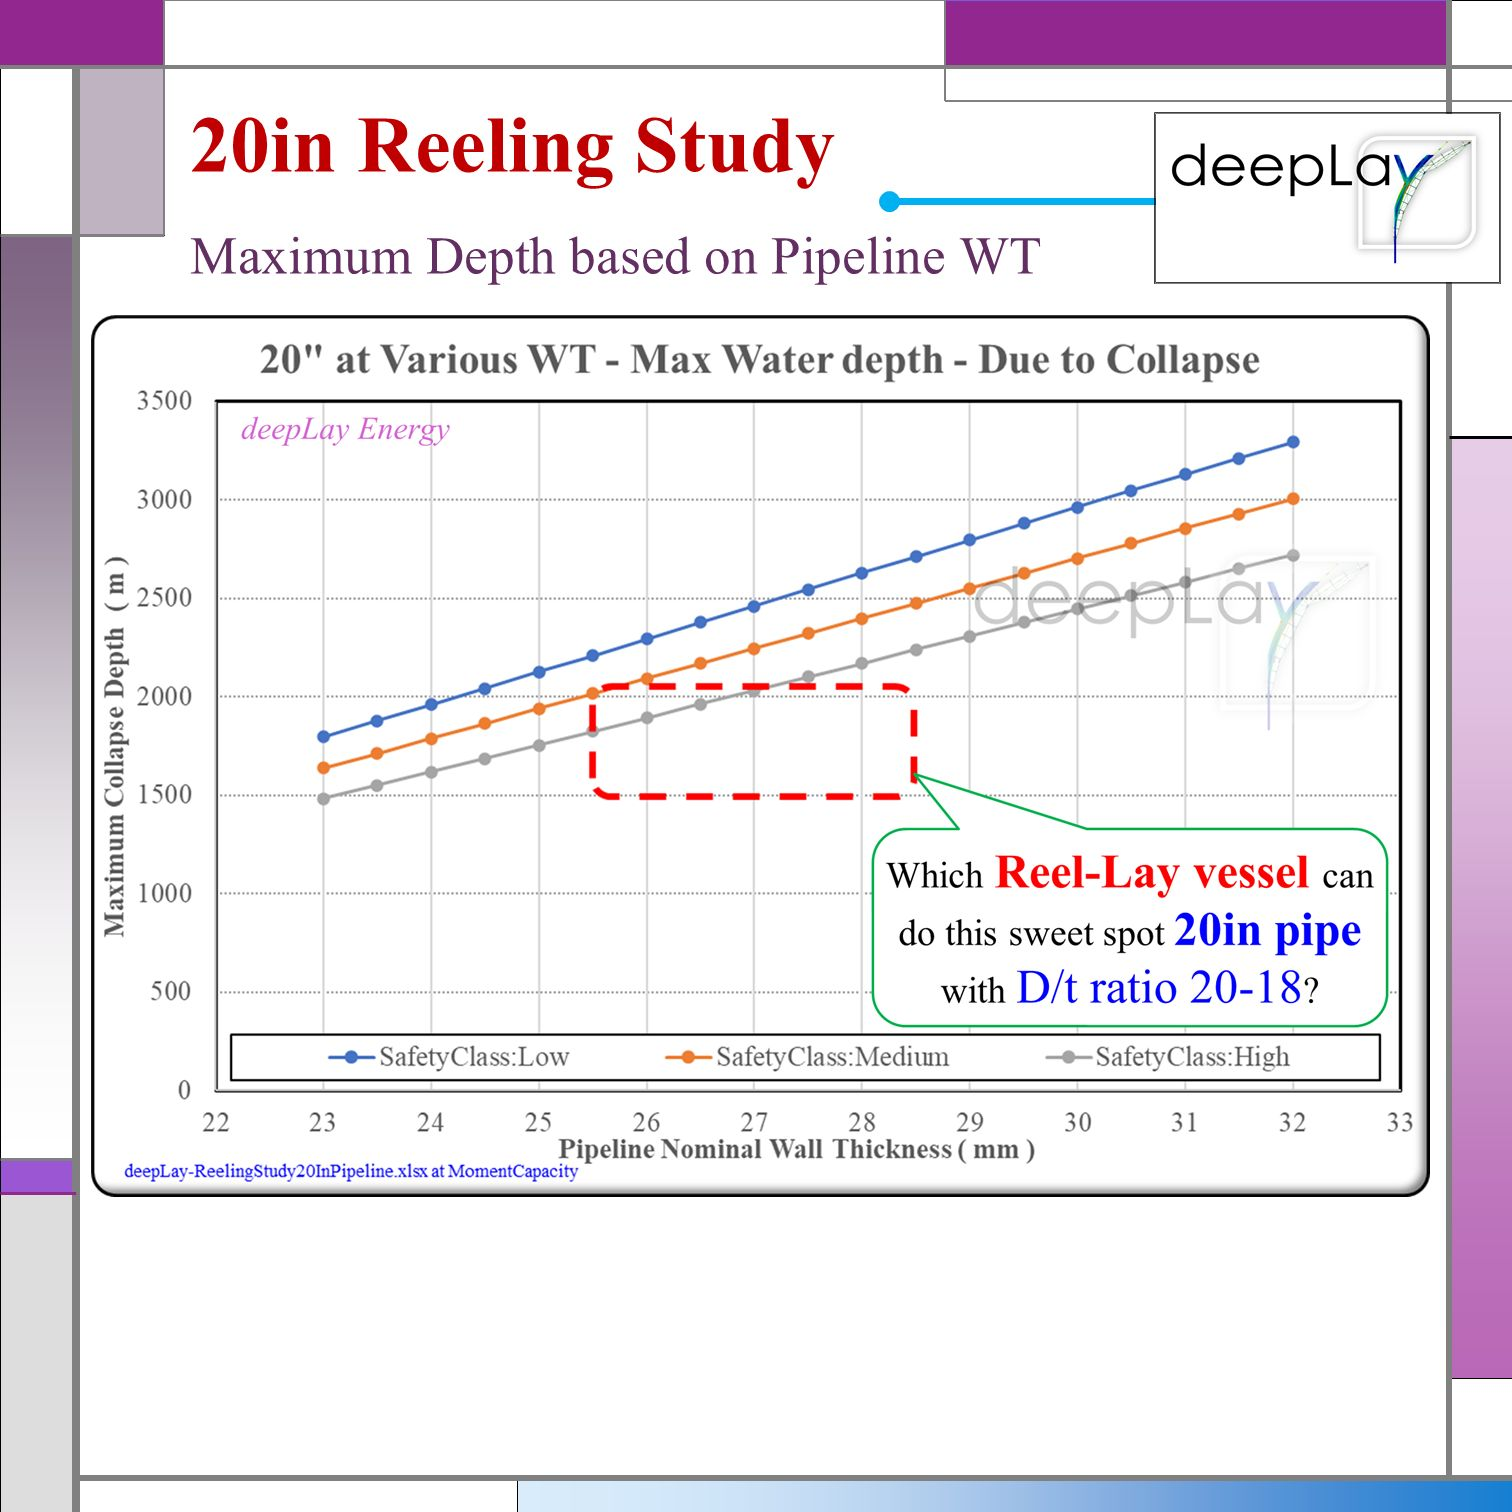 20in Reeling Study
deepLay
Maximum Depth based on Pipeline WT
20" at Various WT - Max Water depth - Due to Collapse
deepLay Energy
Maximum Collapse Depth ( m )
3500
3000
2500
2000
1500
1000
500
0
deepLay
Which Reel-Lay vessel can
do this sweet spot 20in pipe
with D/t ratio 20-18?
SafetyClass:Low SafetyClass:Medium SafetyClass:High
22 23 24 25 26 27 28 29 30 31 32 33
Pipeline Nominal Wall Thickness ( mm )
deepLay-ReelingStudy20InPipeline.xlsx at MomentCapacity